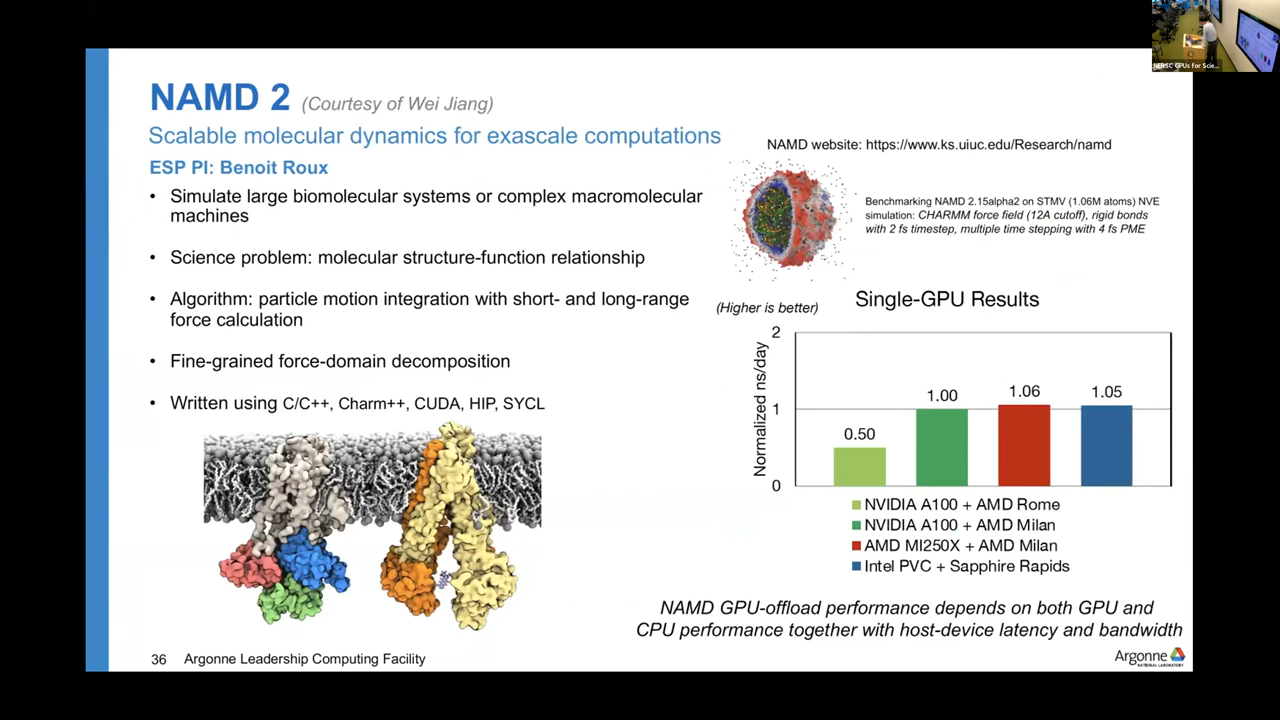 NERSC GPUs for Scie...
NAMD 2 (Courtesy of Wei Jiang)
Scalable molecular dynamics for exascale computations
ESP PI: Benoit Roux
• Simulate large biomolecular systems or complex macromolecular
machines
• Science problem: molecular structure-function relationship
• Algorithm: particle motion integration with short- and long-range
force calculation
• Fine-grained force-domain decomposition
• Written using C/C++, Charm++, CUDA, HIP, SYCL
NAMD website: https://www.ks.uiuc.edu/Research/namd
Benchmarking NAMD 2.15alpha2 on STMV (1.06M atoms) NVE
simulation: CHARMM force field (12A cutoff), rigid bonds
with 2 fs timestep, multiple time stepping with 4 fs PME
(Higher is better)
Single-GPU Results
Normalized ns/day
2
1
0
0.50
1.00
1.06
1.05
NVIDIA A100 + AMD Rome
NVIDIA A100 + AMD Milan
AMD MI250X + AMD Milan
Intel PVC + Sapphire Rapids
NAMD GPU-offload performance depends on both GPU and
CPU performance together with host-device latency and bandwidth
36 Argonne Leadership Computing Facility
Argonne
NATIONAL LABORATORY